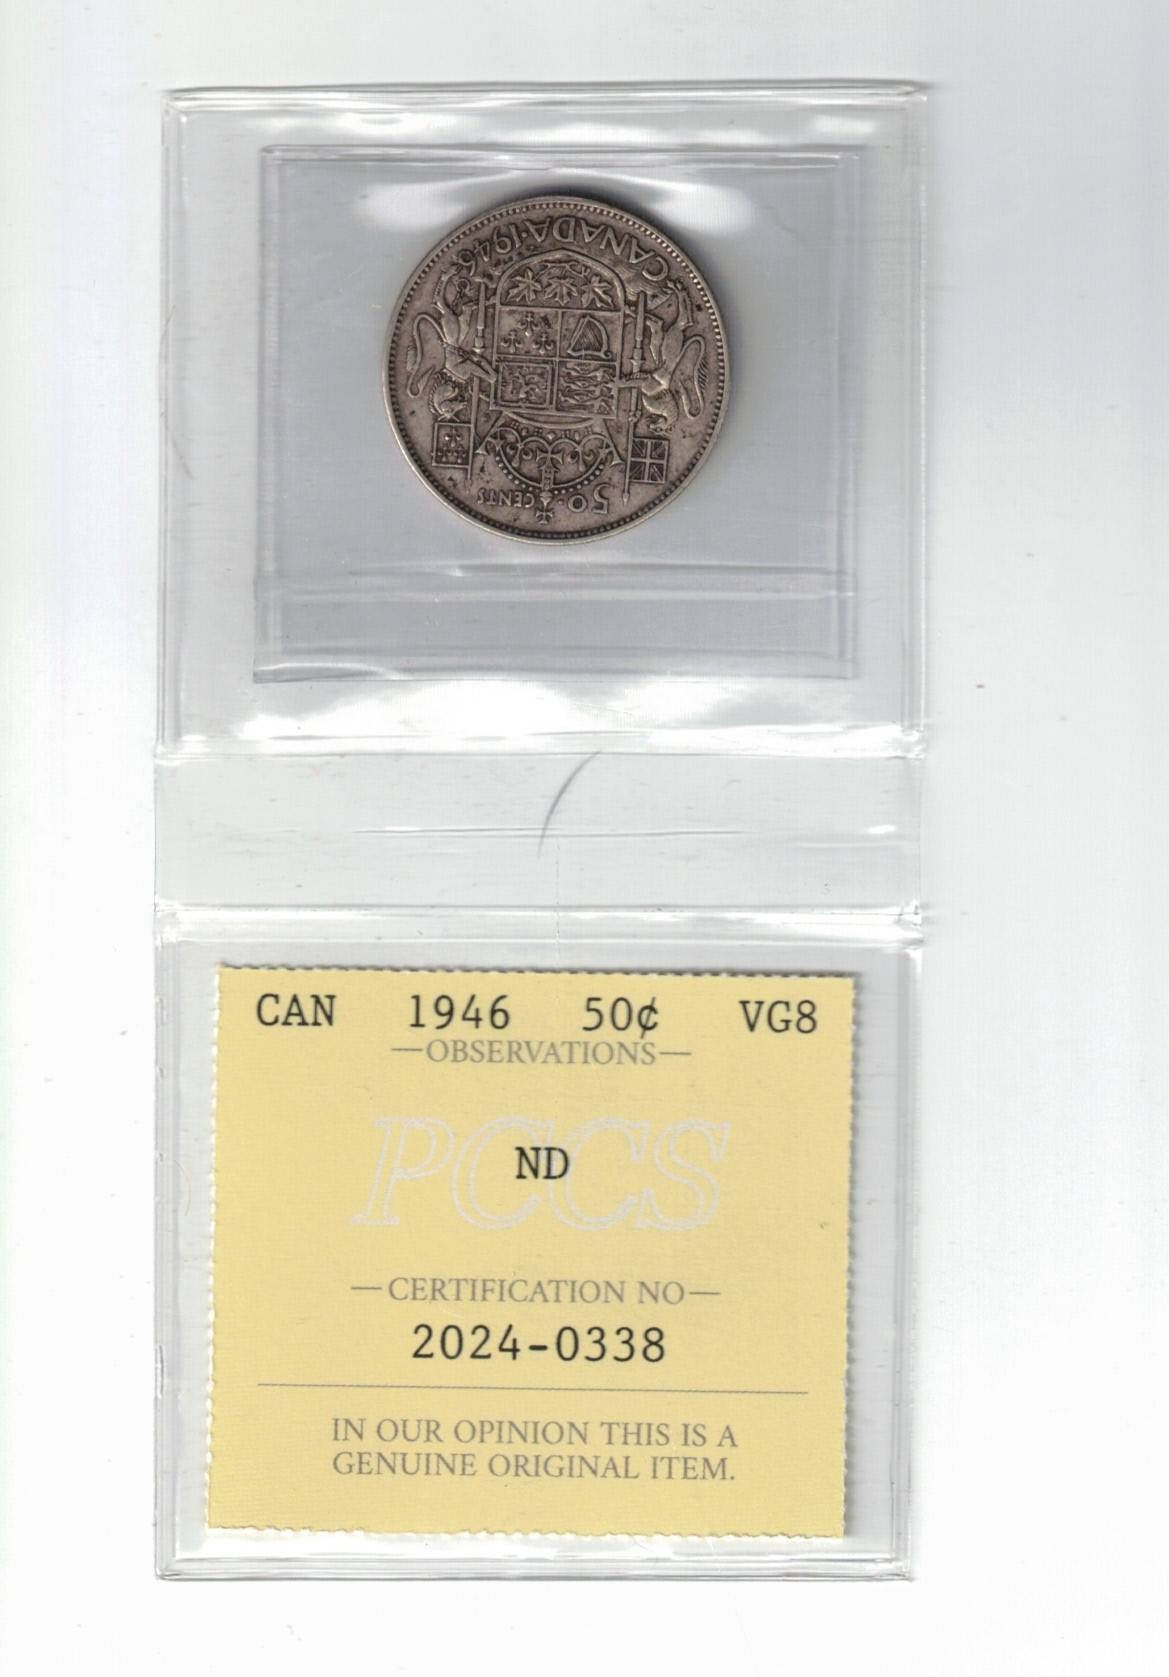 CANADA·1946
50 CENTS
CAN 1946 50¢ VG8
—OBSERVATIONS—
PCCS
ND
—CERTIFICATION NO—
2024-0338
IN OUR OPINION THIS IS A
GENUINE ORIGINAL ITEM.